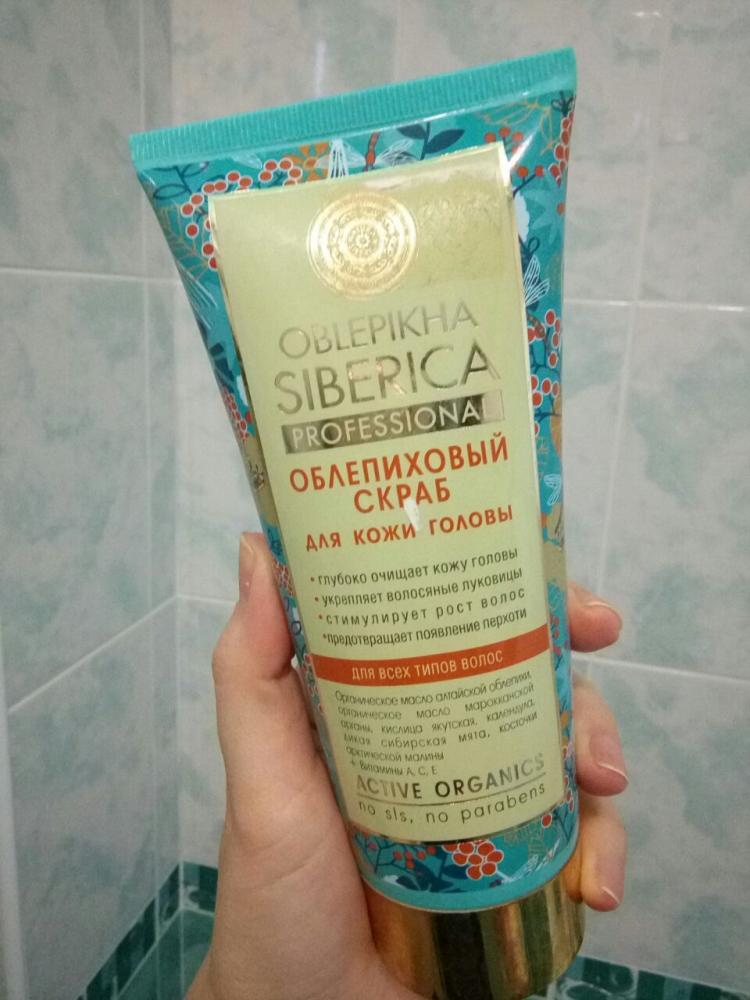 OBLEPIKHA
SIBERICA
PROFESSIONAL
ОБЛЕПИХОВЫЙ
СКРАБ
ДЛЯ КОЖИ ГОЛОВЫ
• глубоко очищает кожу головы
• укрепляет волосяные луковицы
• стимулирует рост волос
• предотвращает появление перхоти
ДЛЯ ВСЕХ ТИПОВ ВОЛОС
Органическое масло алтайской облепихи,
органическое масло марокканской
арганы, кислица якутская, календула,
дикая сибирская мята, косточки
арктической малины
+ Витамины А, С, Е
ACTIVE ORGANICS
no sls, no parabens